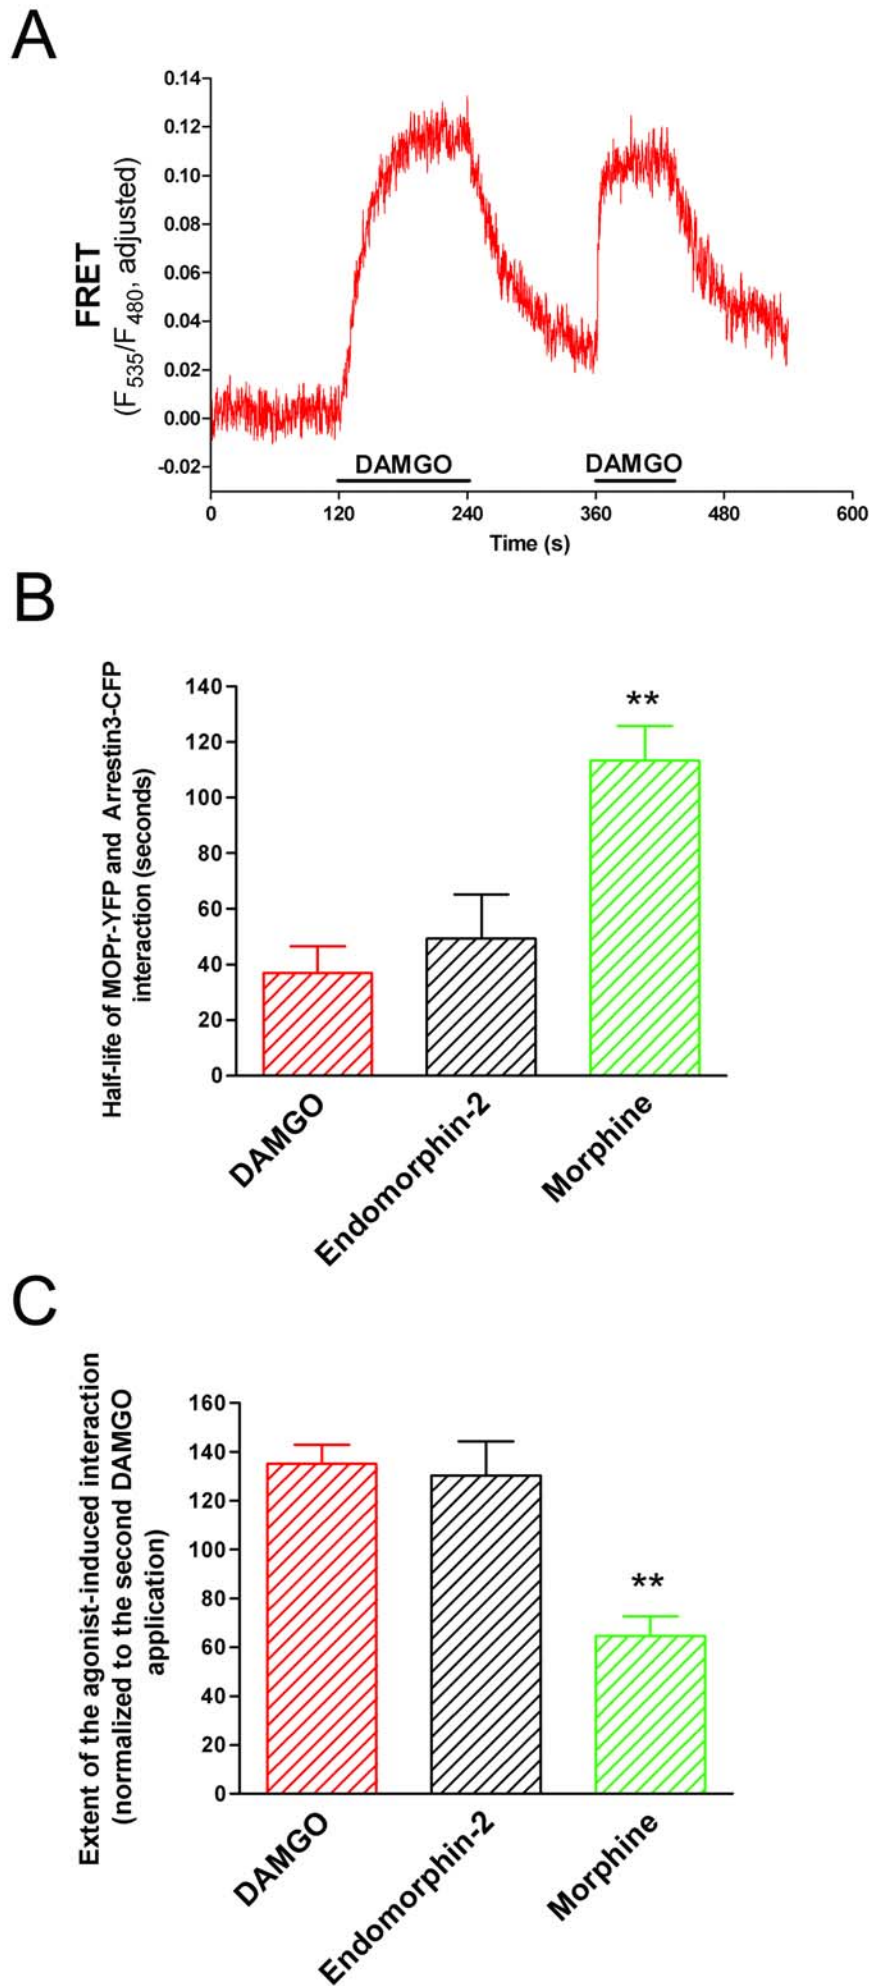 A
0.14
0.12
0.10
0.08
0.06
0.04
0.02
0.00
-0.02
FRET
(F535/F480, adjusted)
DAMGO DAMGO
0 120 240 360 480 600
Time (s)
B
Half-life of MOPr-YFP and Arrestin3-CFP
interaction (seconds)
140
120
100
80
60
40
20
0
**
DAMGO
Endomorphin-2
Morphine
C
Extent of the agonist-induced interaction
(normalized to the second DAMGO
application)
160
140
120
100
80
60
40
20
0
**
DAMGO
Endomorphin-2
Morphine